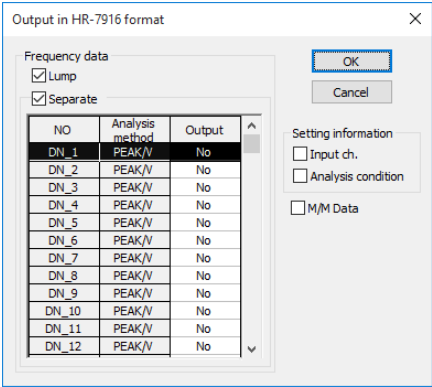 Output in HR-7916 format
Frequency data
Lump
Separate
NO Analysis method Output
DN_1 PEAK/V No
DN_2 PEAK/V No
DN_3 PEAK/V No
DN_4 PEAK/V No
DN_5 PEAK/V No
DN_6 PEAK/V No
DN_7 PEAK/V No
DN_8 PEAK/V No
DN_9 PEAK/V No
DN_10 PEAK/V No
DN_11 PEAK/V No
DN_12 PEAK/V No
OK
Cancel
Setting information
Input ch.
Analysis condition
M/M Data